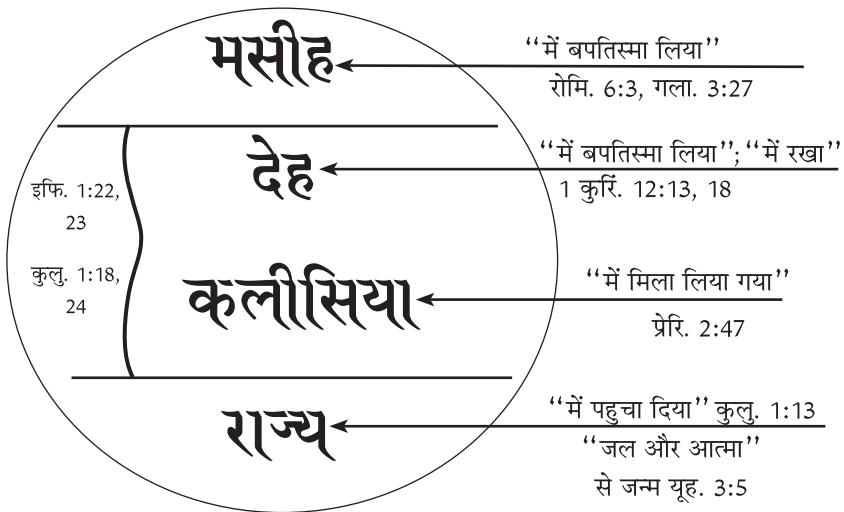 मसीह
“में बपतिस्मा लिया”
रोमि. 6:3, गला. 3:27
देह
“में बपतिस्मा लिया”; “में रखा”
1 कुरिं. 12:13, 18
इफि. 1:22,
23
कुलु. 1:18,
24
कलीसिया
“में मिला लिया गया”
प्रेरि. 2:47
राज्य
“में पहुचा दिया” कुलु. 1:13
“जल और आत्मा”
से जन्म यूह. 3:5